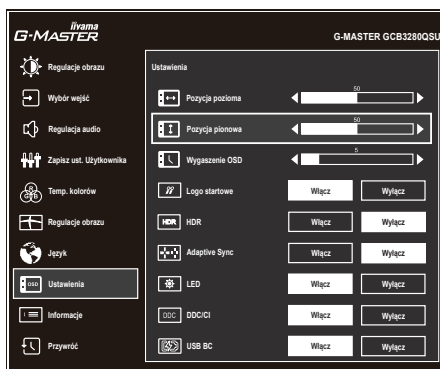 iiyama
G-MASTER
G-MASTER GCB3280QSU
Regulacje obrazu
Wybór wejść
Regulacja audio
Zapisz ust. Użytkownika
R
G B
Temp. kolorów
Regulacje obrazu
Język
OSD Ustawienia
Informacje
Przywróć
Ustawienia
Pozycja pozioma
50
Pozycja pionowa
50
Wygaszenie OSD
5
Logo startowe Włącz Wyłącz
HDR HDR Włącz Wyłącz
Adaptive Sync Włącz Wyłącz
LED Włącz Wyłącz
DDC DDC/CI Włącz Wyłącz
USB BC Włącz Wyłącz